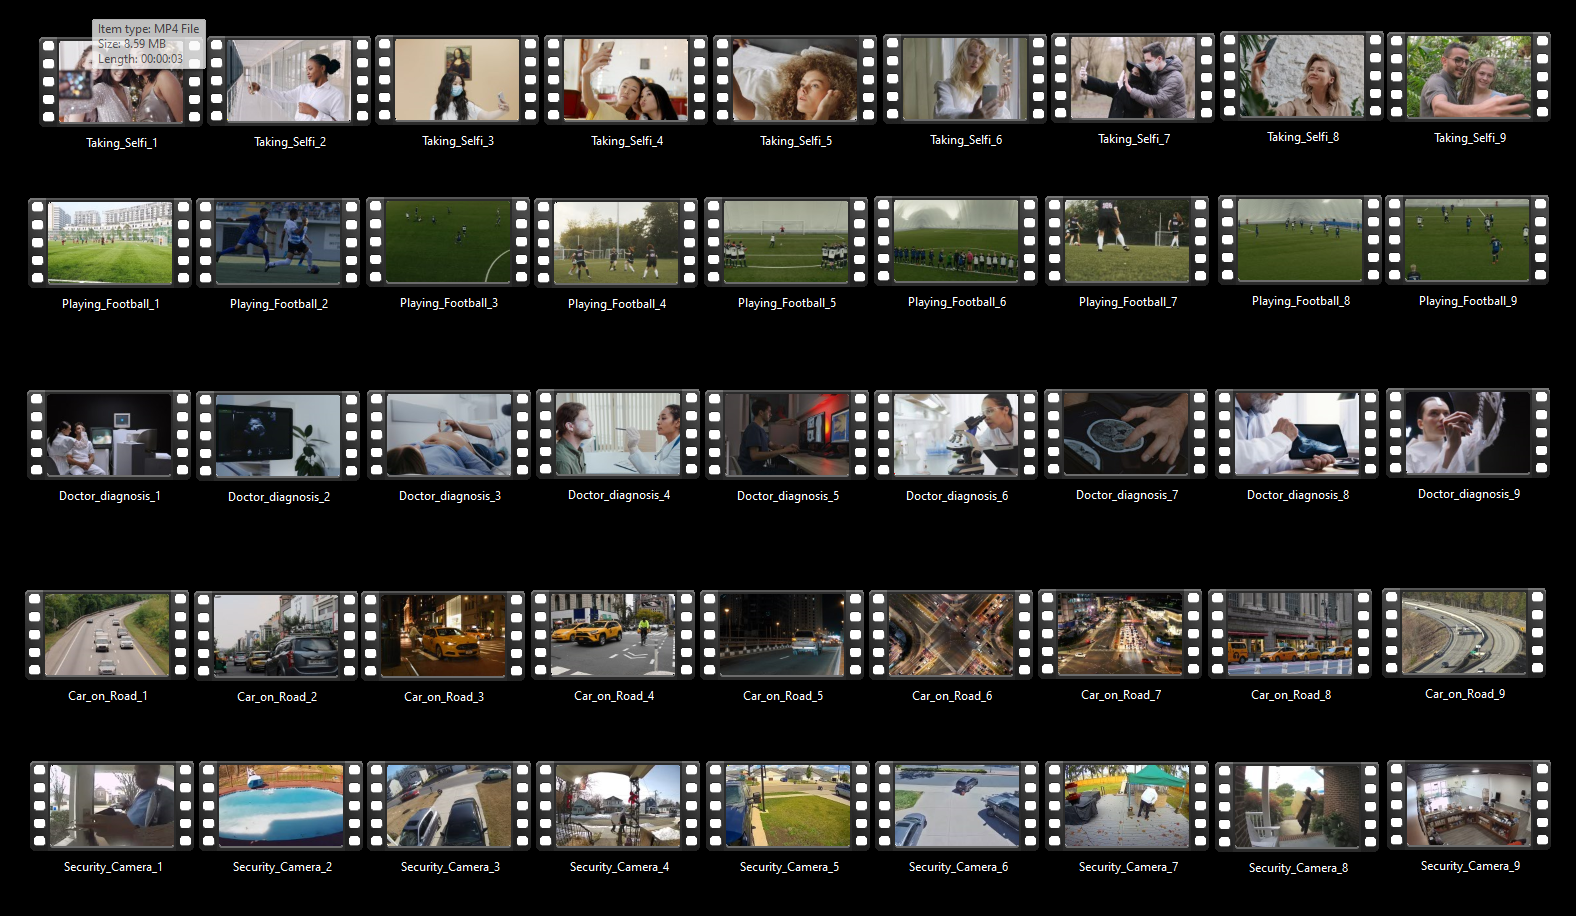 Item type: MP4 File
Size: 8.59 MB
Length: 00:00:03
Taking_Selfi_1
Taking_Selfi_2
Taking_Selfi_3
Taking_Selfi_4
Taking_Selfi_5
Taking_Selfi_6
Taking_Selfi_7
Taking_Selfi_8
Taking_Selfi_9
Playing_Football_1
Playing_Football_2
Playing_Football_3
Playing_Football_4
Playing_Football_5
Playing_Football_6
Playing_Football_7
Playing_Football_8
Playing_Football_9
Doctor_diagnosis_1
Doctor_diagnosis_2
Doctor_diagnosis_3
Doctor_diagnosis_4
Doctor_diagnosis_5
Doctor_diagnosis_6
Doctor_diagnosis_7
Doctor_diagnosis_8
Doctor_diagnosis_9
Car_on_Road_1
Car_on_Road_2
Car_on_Road_3
Car_on_Road_4
Car_on_Road_5
Car_on_Road_6
Car_on_Road_7
Car_on_Road_8
Car_on_Road_9
Security_Camera_1
Security_Camera_2
Security_Camera_3
Security_Camera_4
Security_Camera_5
Security_Camera_6
Security_Camera_7
Security_Camera_8
Security_Camera_9